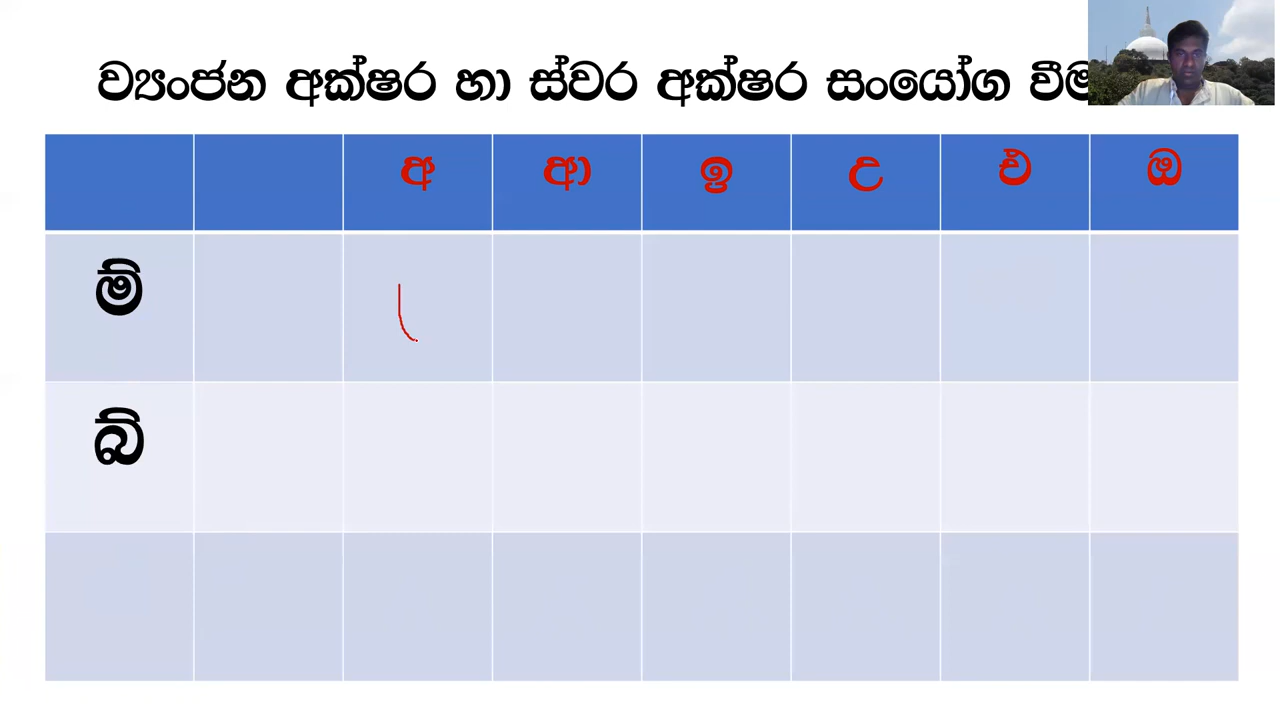 ව්‍යංජන අක්ෂර හා ස්වර අක්ෂර සංයෝග
අ ආ ඉ උ එ ඔ
ම්
බ්